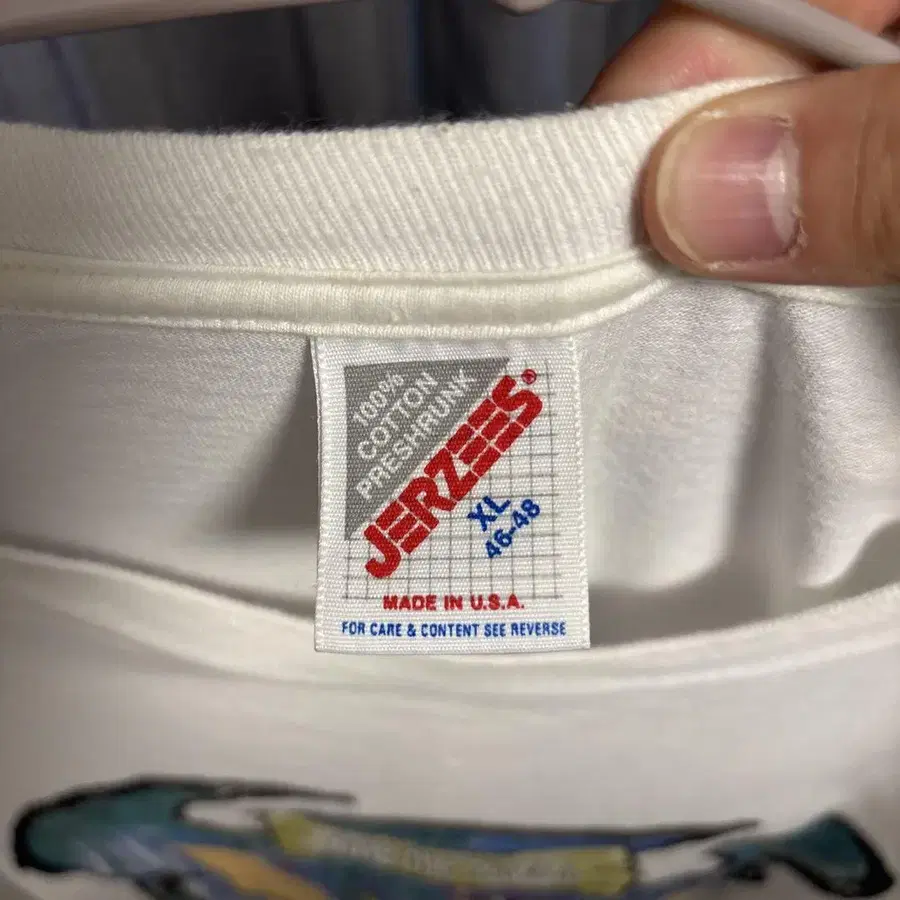 100%
COTTON
PRESHRUNK
JERZEES®
XL
46-48
MADE IN U.S.A.
FOR CARE & CONTENT SEE REVERSE